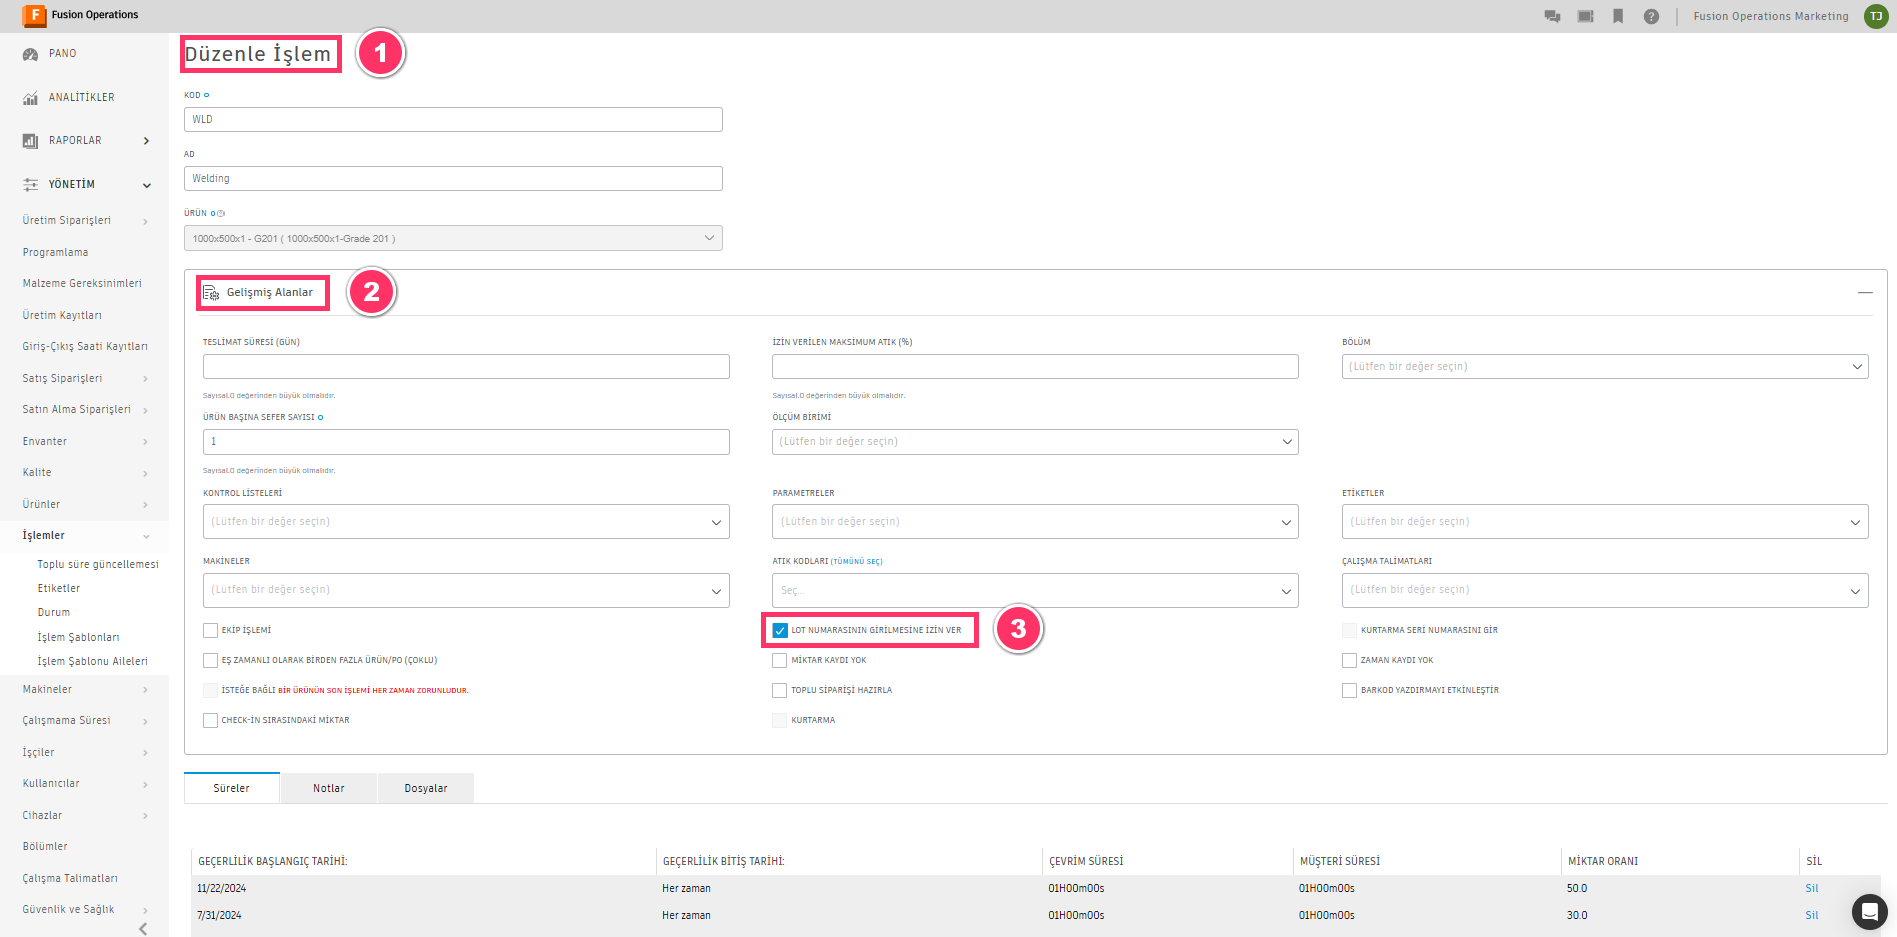 F Fusion Operations
Fusion Operations Marketing
TJ
PANO
ANALİTİKLER
RAPORLAR
YÖNETİM
Üretim Siparişleri
Programlama
Malzeme Gereksinimleri
Üretim Kayıtları
Giriş-Çıkış Saati Kayıtları
Satış Siparişleri
Satın Alma Siparişleri
Envanter
Kalite
Ürünler
İşlemler
Toplu süre güncellemesi
Etiketler
Durum
İşlem Şablonları
İşlem Şablonu Aileleri
Makineler
Çalışmama Süresi
İşçiler
Kullanıcılar
Cihazlar
Bölümler
Çalışma Talimatları
Güvenlik ve Sağlık
Düzenle İşlem
1
KOD
WLD
AD
Welding
ÜRÜN
1000x500x1 - G201 ( 1000x500x1-Grade 201 )
Gelişmiş Alanlar
2
TESLİMAT SÜRESİ (GÜN)
İZİN VERİLEN MAKSİMUM ATIK (%)
BÖLÜM
(Lütfen bir değer seçin)
Sayısal.0 değerinden büyük olmalıdır.
Sayısal.0 değerinden büyük olmalıdır.
ÜRÜN BAŞINA SEFER SAYISI
ÖLÇÜM BİRİMİ
1
(Lütfen bir değer seçin)
Sayısal.0 değerinden büyük olmalıdır.
KONTROL LİSTELERİ
PARAMETRELER
ETİKETLER
(Lütfen bir değer seçin)
(Lütfen bir değer seçin)
(Lütfen bir değer seçin)
MAKİNELER
ATIK KODLARI (TÜMÜNÜ SEÇ)
ÇALIŞMA TALİMATLARI
(Lütfen bir değer seçin)
Seç...
(Lütfen bir değer seçin)
EKİP İŞLEMİ
LOT NUMARASININ GİRİLMESİNE İZİN VER
3
KURTARMA SERİ NUMARASINI GİR
EŞ ZAMANLI OLARAK BİRDEN FAZLA ÜRÜN/PO (ÇOKLU)
MİKTAR KAYDI YOK
ZAMAN KAYDI YOK
İSTEĞE BAĞLI BİR ÜRÜNÜN SON İŞLEMİ HER ZAMAN ZORUNLUDUR.
TOPLU SİPARİŞİ HAZIRLA
BARKOD YAZDIRMAYI ETKİNLEŞTİR
CHECK-İN SIRASINDAKİ MİKTAR
KURTARMA
Süreler
Notlar
Dosyalar
GEÇERLİLİK BAŞLANGIÇ TARİHİ:
GEÇERLİLİK BİTİŞ TARİHİ:
ÇEVRİM SÜRESİ
MÜŞTERİ SÜRESİ
MİKTAR ORANI
SİL
11/22/2024
Her zaman
01H00m00s
01H00m00s
50.0
Sil
7/31/2024
Her zaman
01H00m00s
01H00m00s
30.0
Sil